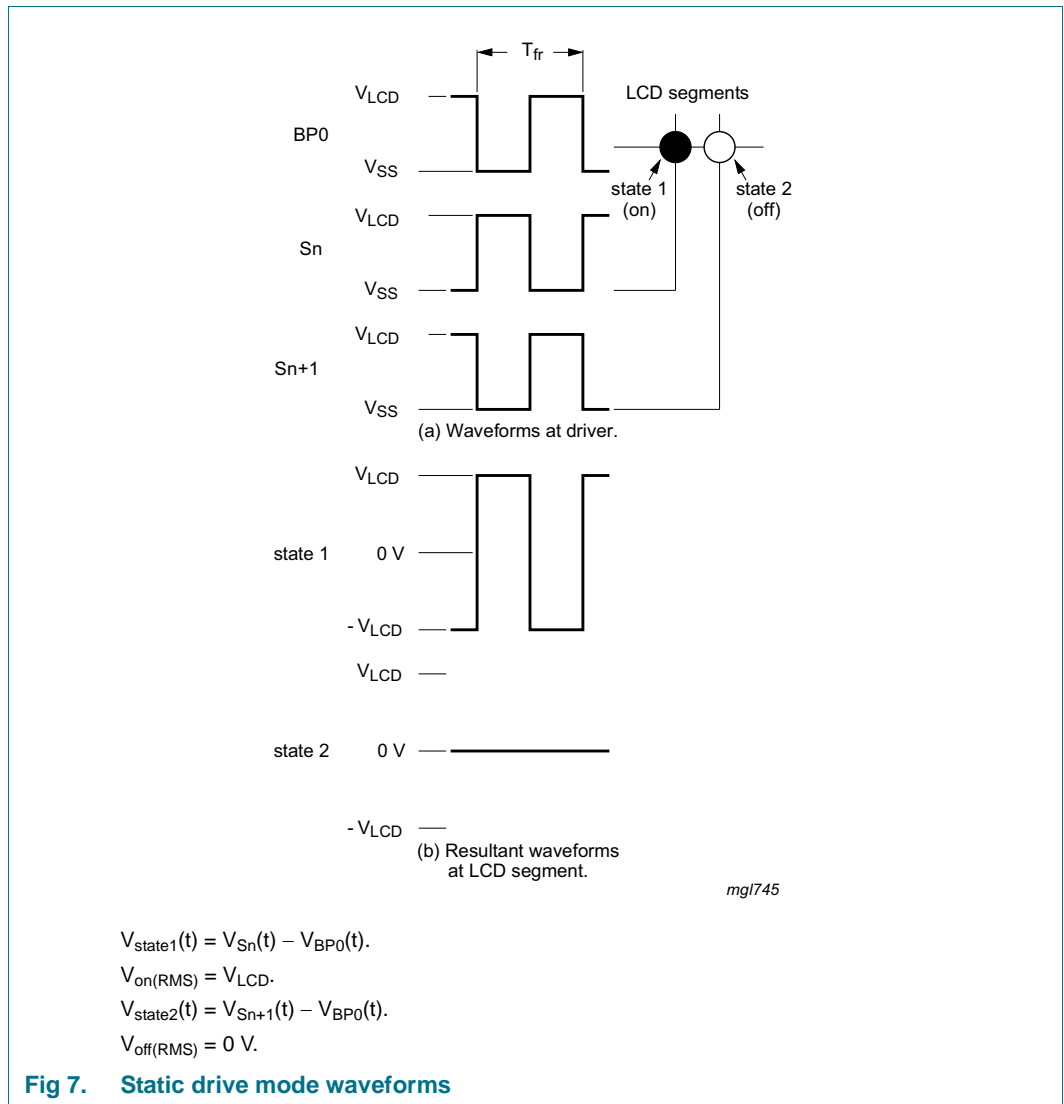 T_fr
V_LCD
BP0
V_SS
LCD segments
state 1
(on)
state 2
(off)
V_LCD
Sn
V_SS
V_LCD
Sn+1
V_SS
(a) Waveforms at driver.
V_LCD
state 1 0 V
- V_LCD
V_LCD
state 2 0 V
- V_LCD
(b) Resultant waveforms
at LCD segment.
mgl745
V_state1(t) = V_Sn(t) − V_BP0(t).
V_on(RMS) = V_LCD.
V_state2(t) = V_Sn+1(t) − V_BP0(t).
V_off(RMS) = 0 V.
Fig 7. Static drive mode waveforms